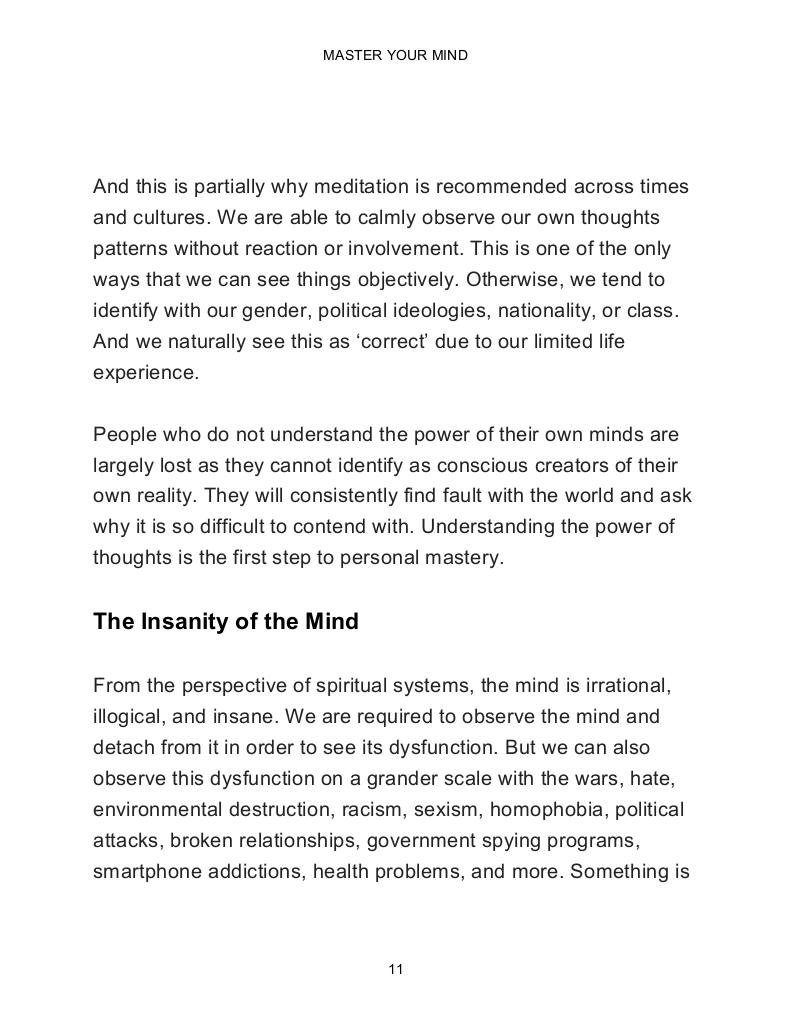 MASTER YOUR MIND
And this is partially why meditation is recommended across times
and cultures. We are able to calmly observe our own thoughts
patterns without reaction or involvement. This is one of the only
ways that we can see things objectively. Otherwise, we tend to
identify with our gender, political ideologies, nationality, or class.
And we naturally see this as ‘correct’ due to our limited life
experience.
People who do not understand the power of their own minds are
largely lost as they cannot identify as conscious creators of their
own reality. They will consistently find fault with the world and ask
why it is so difficult to contend with. Understanding the power of
thoughts is the first step to personal mastery.
The Insanity of the Mind
From the perspective of spiritual systems, the mind is irrational,
illogical, and insane. We are required to observe the mind and
detach from it in order to see its dysfunction. But we can also
observe this dysfunction on a grander scale with the wars, hate,
environmental destruction, racism, sexism, homophobia, political
attacks, broken relationships, government spying programs,
smartphone addictions, health problems, and more. Something is
11